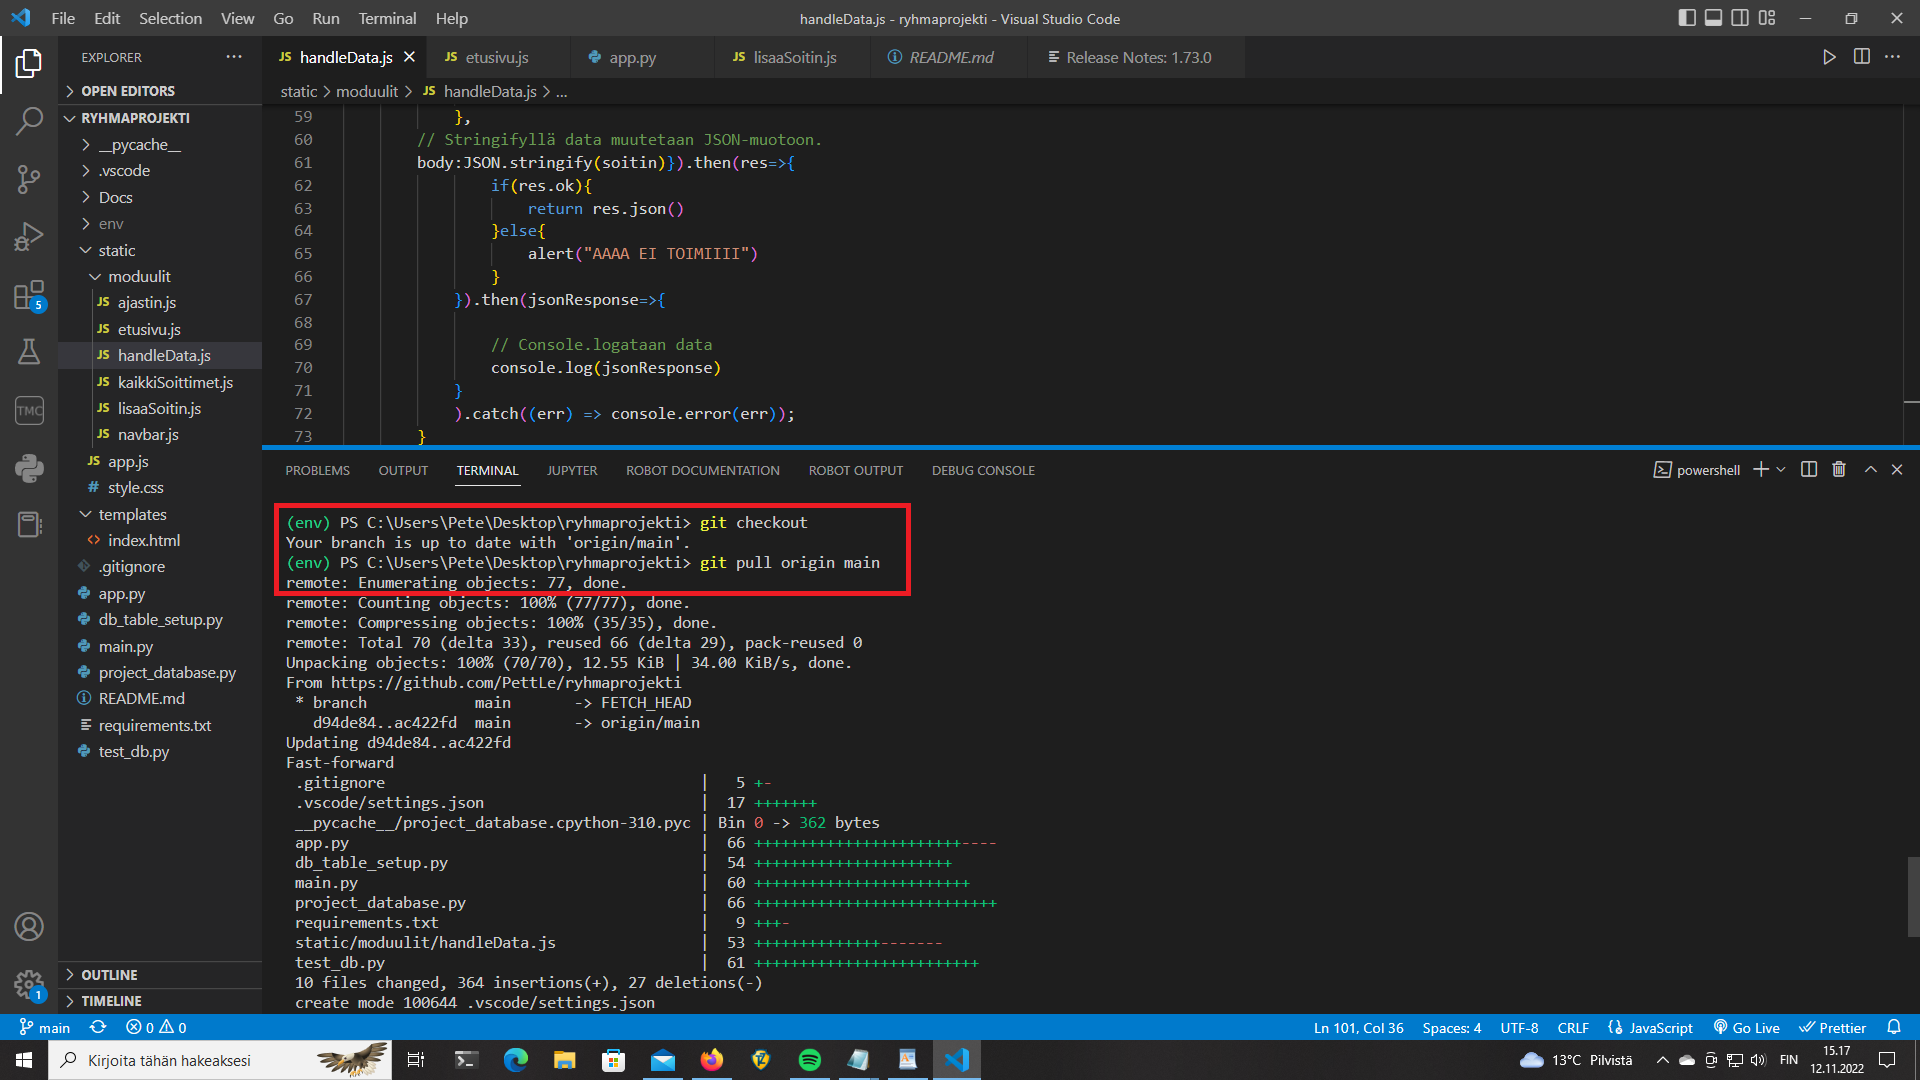 File Edit Selection View Go Run Terminal Help
handleData.js - ryhmaprojekti - Visual Studio Code
EXPLORER
JS handleData.js
JS etusivu.js
app.py
JS lisaaSoitin.js
README.md
Release Notes: 1.73.0
OPEN EDITORS
RYHMAPROJEKTI
__pycache__
.vscode
Docs
env
static
moduulit
JS ajastin.js
JS etusivu.js
JS handleData.js
JS kaikkiSoittimet.js
JS lisaaSoitin.js
JS navbar.js
JS app.js
# style.css
templates
<> index.html
.gitignore
app.py
db_table_setup.py
main.py
project_database.py
README.md
requirements.txt
test_db.py
OUTLINE
TIMELINE
5
TMC
1
static > moduulit > JS handleData.js > ...
59 },
60 // Stringifyllä data muutetaan JSON-muotoon.
61 body:JSON.stringify(soitin)}).then(res=>{
62 if(res.ok){
63 return res.json()
64 }else{
65 alert("AAAA EI TOIMIIII")
66 }
67 }).then(jsonResponse=>{
68
69 // Console.logataan data
70 console.log(jsonResponse)
71 }
72 ).catch((err) => console.error(err));
73 }
PROBLEMS OUTPUT TERMINAL JUPYTER ROBOT DOCUMENTATION ROBOT OUTPUT DEBUG CONSOLE
powershell
(env) PS C:\Users\Pete\Desktop\ryhmaprojekti> git checkout
Your branch is up to date with 'origin/main'.
(env) PS C:\Users\Pete\Desktop\ryhmaprojekti> git pull origin main
remote: Enumerating objects: 77, done.
remote: Counting objects: 100% (77/77), done.
remote: Compressing objects: 100% (35/35), done.
remote: Total 70 (delta 33), reused 66 (delta 29), pack-reused 0
Unpacking objects: 100% (70/70), 12.55 KiB | 34.00 KiB/s, done.
From https://github.com/PettLe/ryhmaprojekti
* branch main -> FETCH_HEAD
d94de84..ac422fd main -> origin/main
Updating d94de84..ac422fd
Fast-forward
.gitignore | 5 +-
.vscode/settings.json | 17 +++++++
__pycache__/project_database.cpython-310.pyc | Bin 0 -> 362 bytes
app.py | 66 +++++++++++++++++++++++----
db_table_setup.py | 54 ++++++++++++++++++++++
main.py | 60 ++++++++++++++++++++++++
project_database.py | 66 +++++++++++++++++++++++++++
requirements.txt | 9 +++-
static/moduulit/handleData.js | 53 ++++++++++++++-------
test_db.py | 61 +++++++++++++++++++++++++
10 files changed, 364 insertions(+), 27 deletions(-)
create mode 100644 .vscode/settings.json
main
0 0
Ln 101, Col 36 Spaces: 4 UTF-8 CRLF JavaScript Go Live Prettier
Kirjoita tähän hakeaksesi
13°C Pilvistä
FIN
15.17
12.11.2022